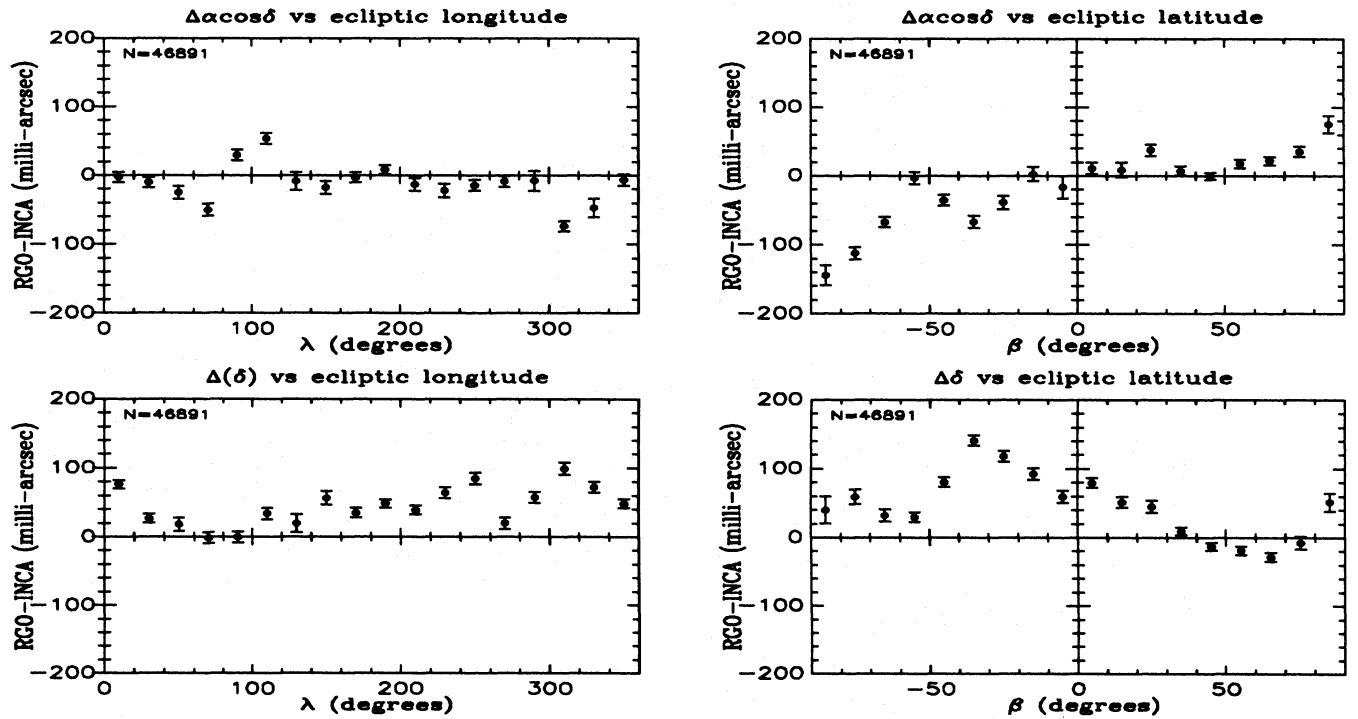 Δαcosδ vs ecliptic longitude
N=46891
RGO-INCA (milli-arcsec)
200
100
0
-100
-200
0 100 200 300
λ (degrees)
Δαcosδ vs ecliptic latitude
N=46891
RGO-INCA (milli-arcsec)
200
100
0
-100
-200
-50 0 50
β (degrees)
Δ(δ) vs ecliptic longitude
N=46891
RGO-INCA (milli-arcsec)
200
100
0
-100
-200
0 100 200 300
λ (degrees)
Δδ vs ecliptic latitude
N=46891
RGO-INCA (milli-arcsec)
200
100
0
-100
-200
-50 0 50
β (degrees)